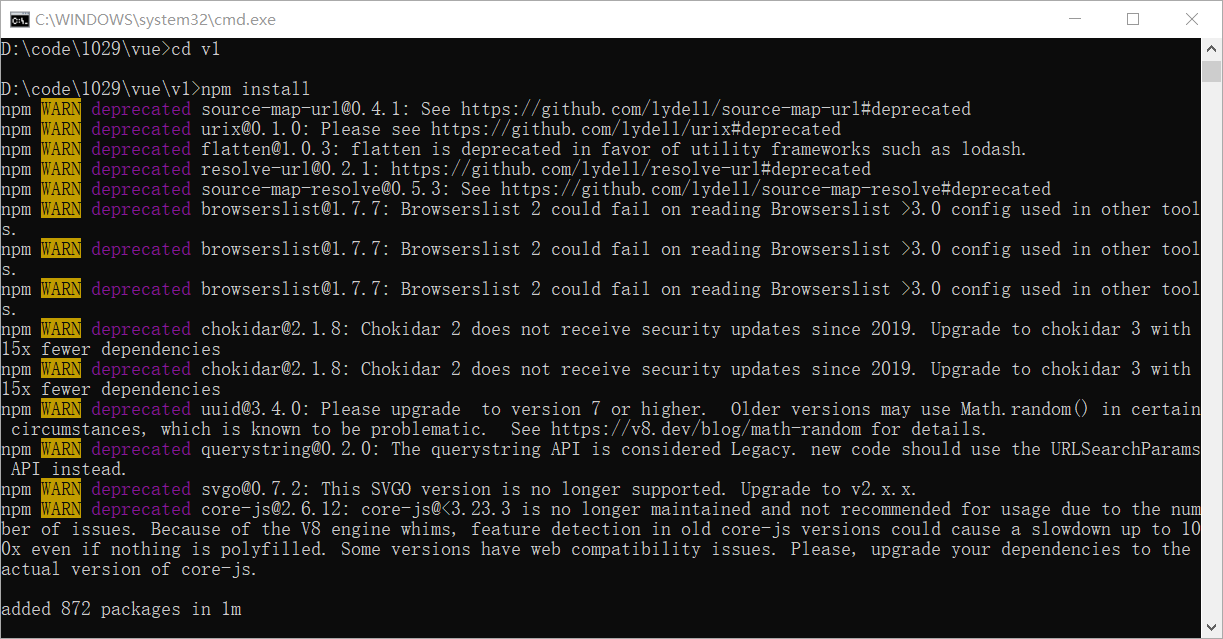 C:\WINDOWS\system32\cmd.exe
D:\code\1029\vue>cd v1
D:\code\1029\vue\v1>npm install
npm WARN deprecated source-map-url@0.4.1: See https://github.com/lydell/source-map-url#deprecated
npm WARN deprecated urix@0.1.0: Please see https://github.com/lydell/urix#deprecated
npm WARN deprecated flatten@1.0.3: flatten is deprecated in favor of utility frameworks such as lodash.
npm WARN deprecated resolve-url@0.2.1: https://github.com/lydell/resolve-url#deprecated
npm WARN deprecated source-map-resolve@0.5.3: See https://github.com/lydell/source-map-resolve#deprecated
npm WARN deprecated browserslist@1.7.7: Browserslist 2 could fail on reading Browserslist >3.0 config used in other tool
s.
npm WARN deprecated browserslist@1.7.7: Browserslist 2 could fail on reading Browserslist >3.0 config used in other tool
s.
npm WARN deprecated browserslist@1.7.7: Browserslist 2 could fail on reading Browserslist >3.0 config used in other tool
s.
npm WARN deprecated chokidar@2.1.8: Chokidar 2 does not receive security updates since 2019. Upgrade to chokidar 3 with
15x fewer dependencies
npm WARN deprecated chokidar@2.1.8: Chokidar 2 does not receive security updates since 2019. Upgrade to chokidar 3 with
15x fewer dependencies
npm WARN deprecated uuid@3.4.0: Please upgrade  to version 7 or higher.  Older versions may use Math.random() in certain
 circumstances, which is known to be problematic.  See https://v8.dev/blog/math-random for details.
npm WARN deprecated querystring@0.2.0: The querystring API is considered Legacy. new code should use the URLSearchParams
 API instead.
npm WARN deprecated svgo@0.7.2: This SVGO version is no longer supported. Upgrade to v2.x.x.
npm WARN deprecated core-js@2.6.12: core-js@<3.23.3 is no longer maintained and not recommended for usage due to the num
ber of issues. Because of the V8 engine whims, feature detection in old core-js versions could cause a slowdown up to 10
0x even if nothing is polyfilled. Some versions have web compatibility issues. Please, upgrade your dependencies to the
actual version of core-js.
added 872 packages in 1m